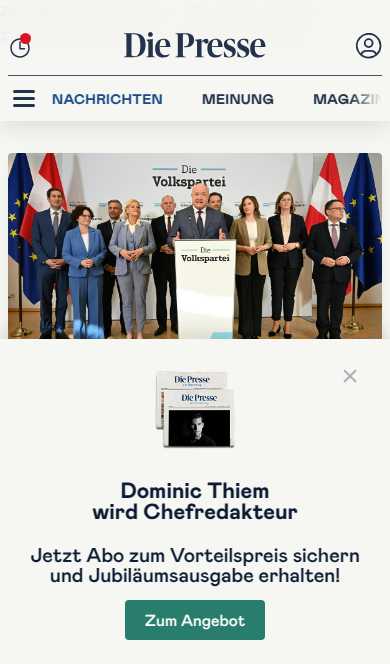 Die Presse
NACHRICHTEN MEINUNG MAGAZIN
Die
Volkspartei
Die
Volkspartei
Die Presse
Die Presse
Dominic Thiem
wird Chefredakteur
Jetzt Abo zum Vorteilspreis sichern
und Jubiläumsausgabe erhalten!
Zum Angebot